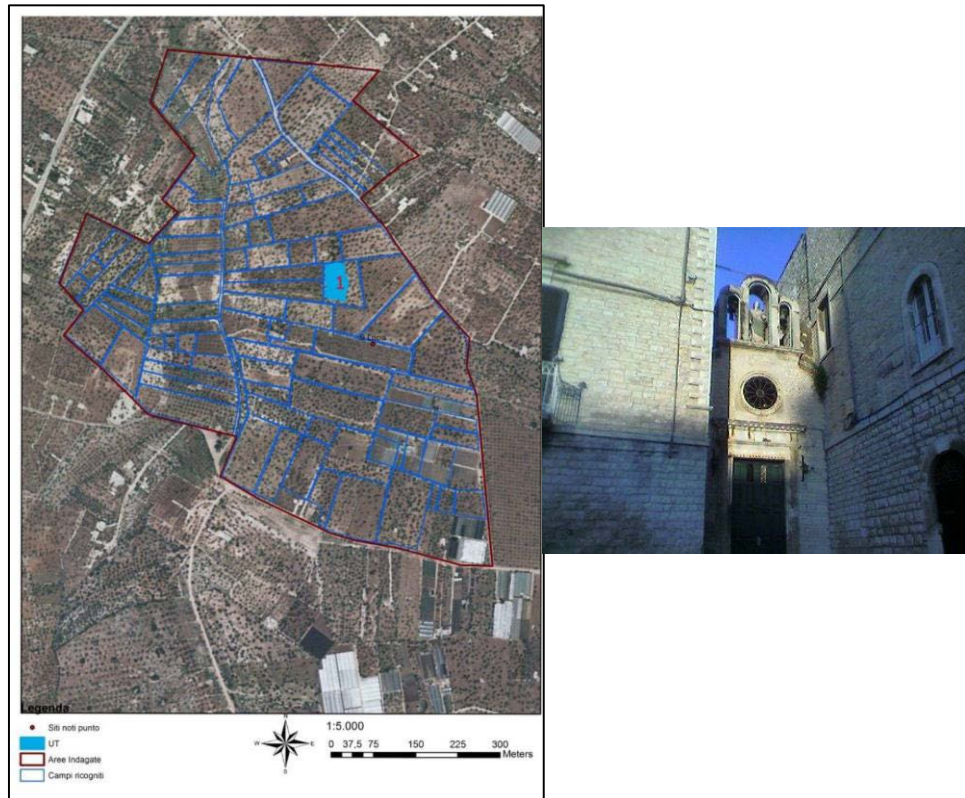 1
Legenda
Siti noti punto
UT
Aree Indagate
Campi ricogniti
N
W E
S
1:5.000
0 37,5 75 150 225 300
Meters